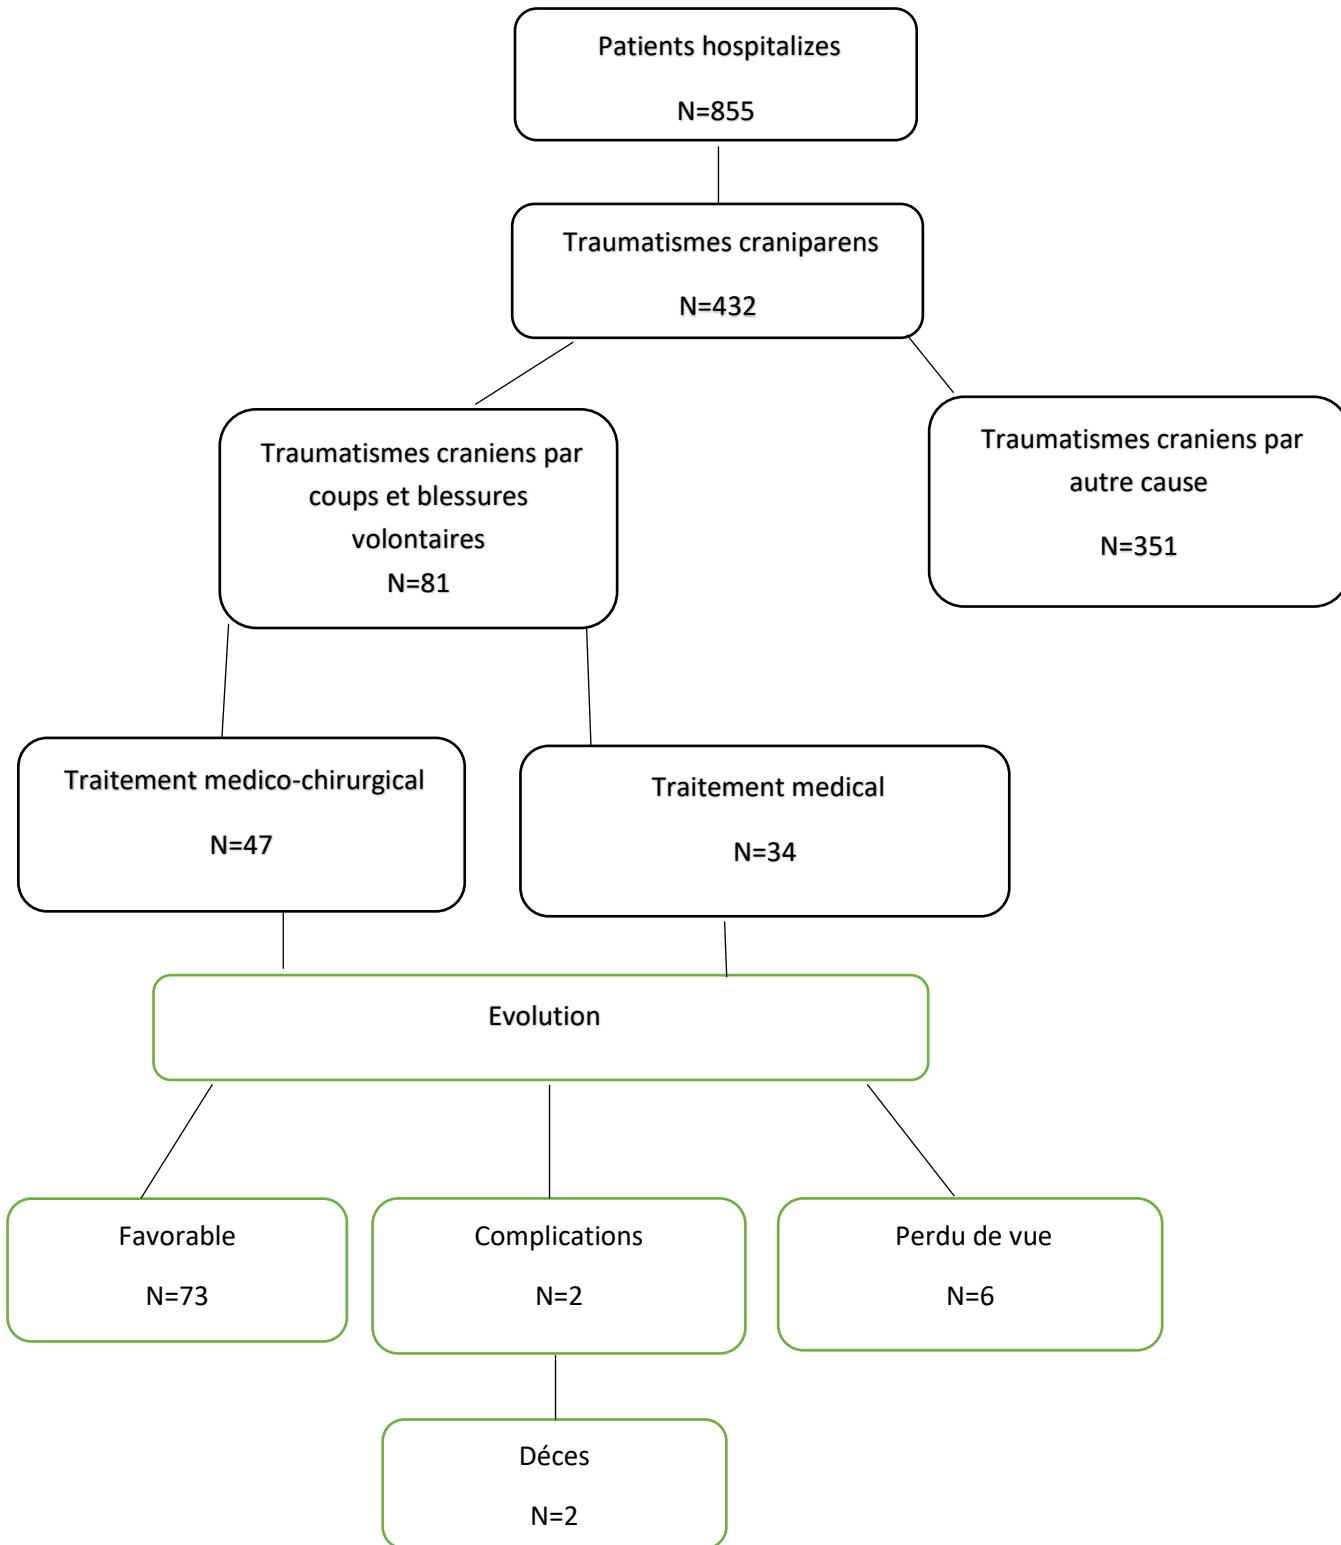 Patients hospitalizes
N=855
Traumatismes craniparens
N=432
Traumatismes craniens par
coups et blessures
volontaires
N=81
Traumatismes craniens par
autre cause
N=351
Traitement medico-chirurgical
N=47
Traitement medical
N=34
Evolution
Favorable
N=73
Complications
N=2
Perdu de vue
N=6
Déces
N=2